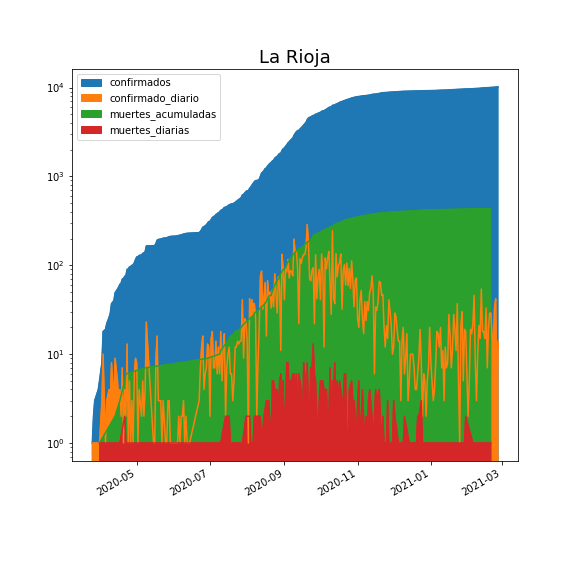 La Rioja
confirmados
confirmado_diario
muertes_acumuladas
muertes_diarias
10⁴
10³
10²
10¹
10⁰
2020-05
2020-07
2020-09
2020-11
2021-01
2021-03